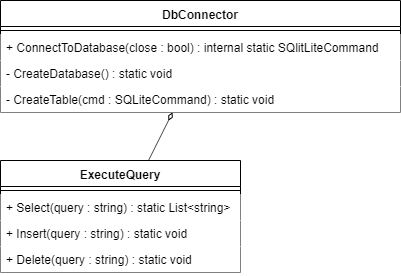 DbConnector
+ ConnectToDatabase(close : bool) : internal static SQlitLiteCommand
- CreateDatabase() : static void
- CreateTable(cmd : SQLiteCommand) : static void
ExecuteQuery
+ Select(query : string) : static List<string>
+ Insert(query : string) : static void
+ Delete(query : string) : static void